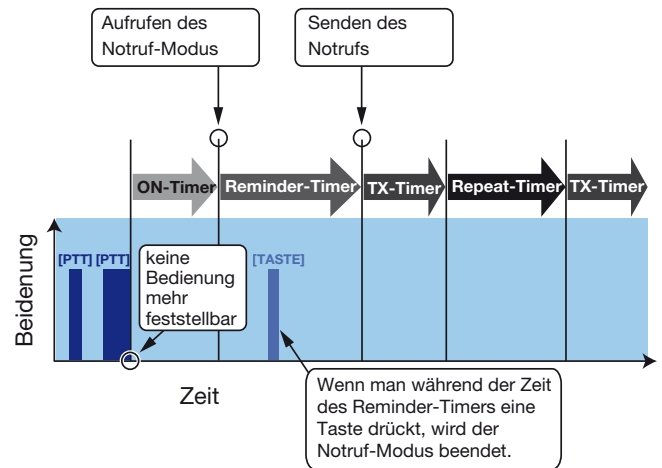 Aufrufen des
Notruf-Modus
Senden des
Notrufs
ON-Timer
Reminder-Timer
TX-Timer
Repeat-Timer
TX-Timer
Beidenung
[PTT]
[PTT]
keine
Bedienung
mehr
feststellbar
[TASTE]
Zeit
Wenn man während der Zeit
des Reminder-Timers eine
Taste drückt, wird der
Notruf-Modus beendet.